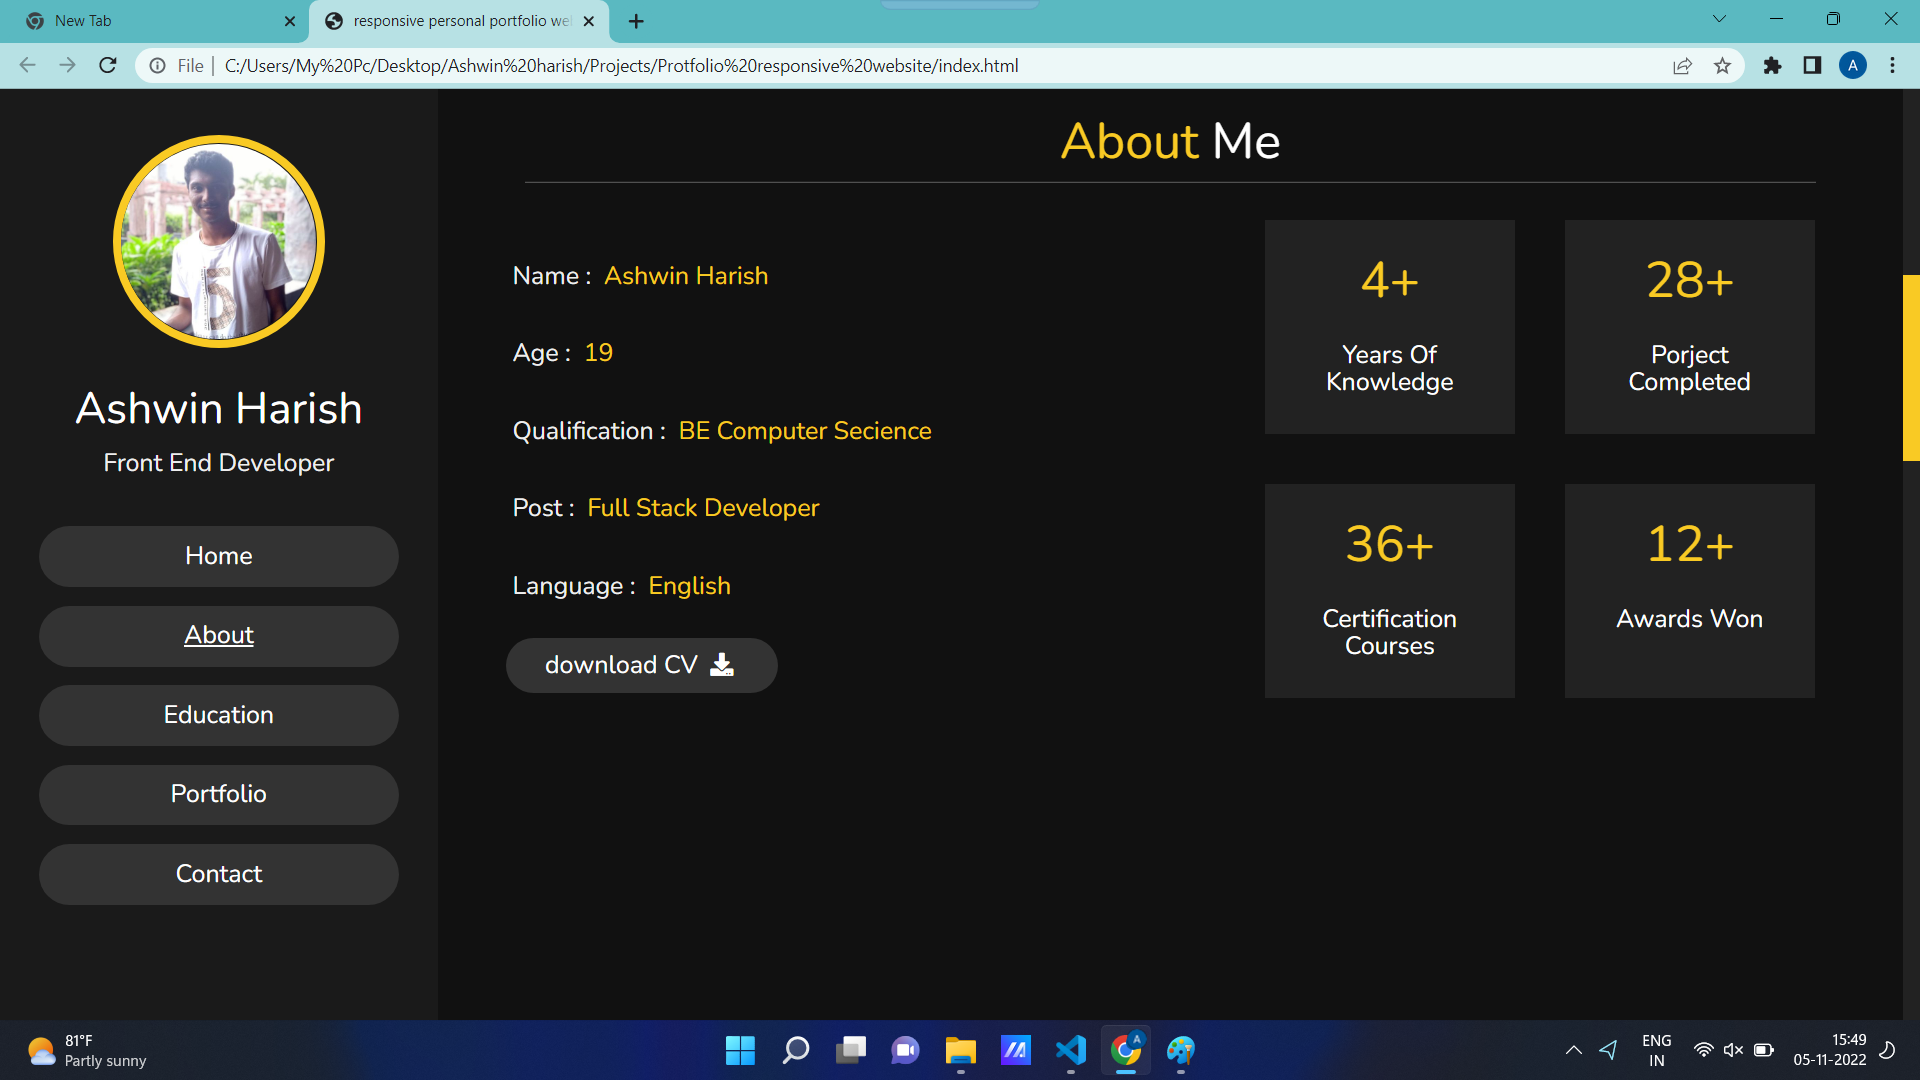 New Tab
responsive personal portfolio we
File
C:/Users/My%20Pc/Desktop/Ashwin%20harish/Projects/Protfolio%20responsive%20website/index.html
A
Ashwin Harish
Front End Developer
Home
About
Education
Portfolio
Contact
About Me
Name : Ashwin Harish
Age : 19
Qualification : BE Computer Secience
Post : Full Stack Developer
Language : English
download CV
4+
Years Of
Knowledge
28+
Porject
Completed
36+
Certification
Courses
12+
Awards Won
81°F
Partly sunny
A
ENG
IN
15:49
05-11-2022